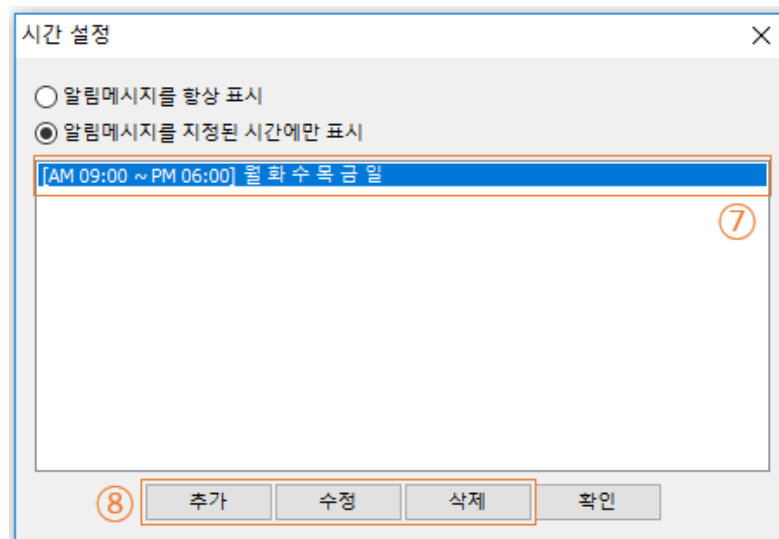 시간 설정
알림메시지를 항상 표시
알림메시지를 지정된 시간에만 표시
[AM 09:00 ~ PM 06:00] 월 화 수 목 금 일
⑦
⑧ 추가 수정 삭제 확인